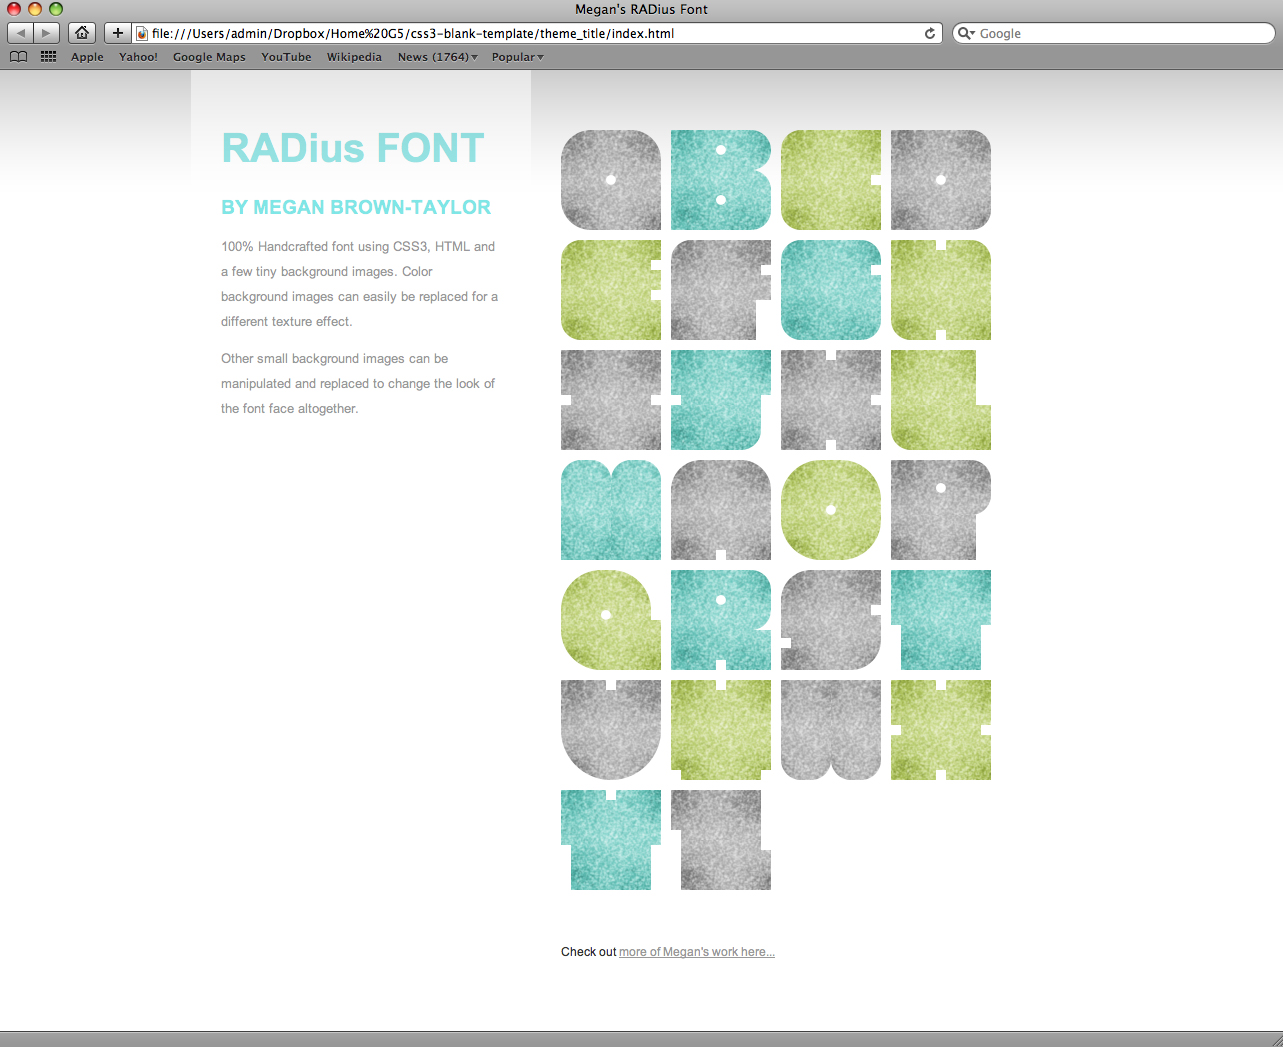 Megan's RADius Font
file:///Users/admin/Dropbox/Home%20G5/css3-blank-template/theme_title/index.html
Google
Apple Yahoo! Google Maps YouTube Wikipedia News (1764) Popular
RADius FONT
BY MEGAN BROWN-TAYLOR
100% Handcrafted font using CSS3, HTML and
a few tiny background images. Color
background images can easily be replaced for a
different texture effect.
Other small background images can be
manipulated and replaced to change the look of
the font face altogether.
A B C D
E F G H
I J K L
M N O P
Q R S T
U V W X
Y Z
Check out more of Megan's work here...